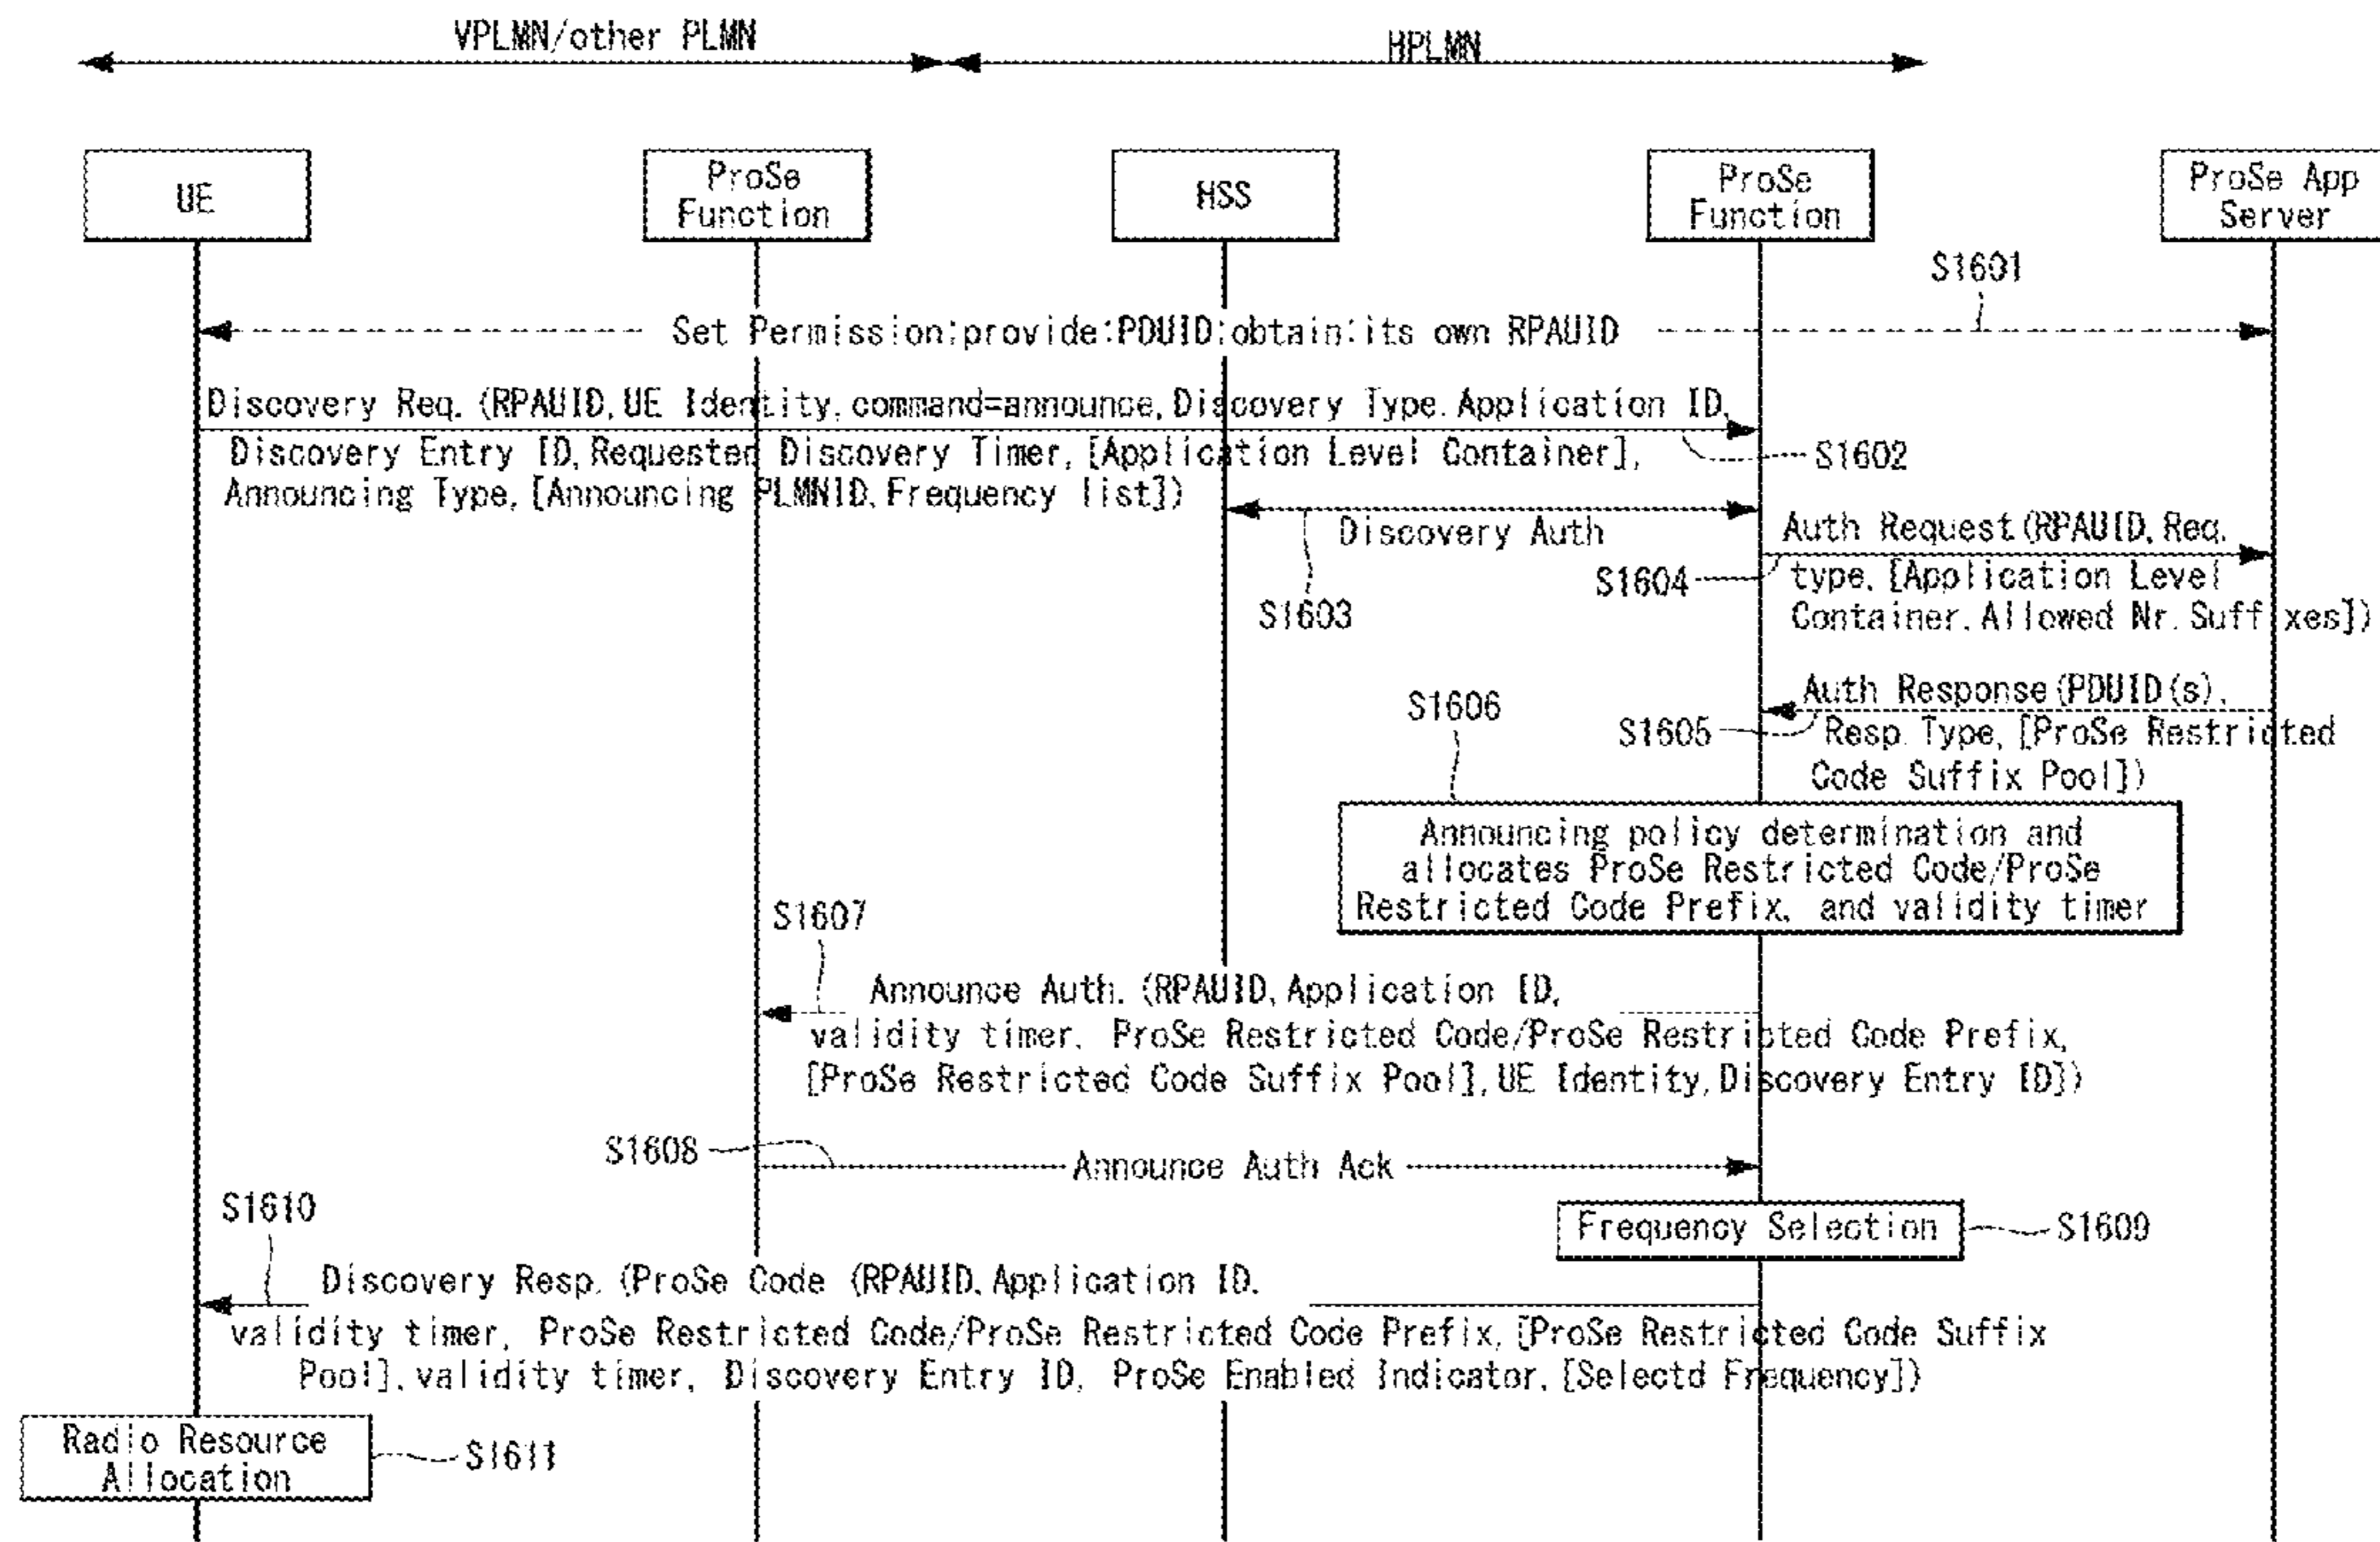 VPLMN/other PLMN
HPLMN
UE
ProSe
Function
HSS
ProSe
Function
ProSe App
Server
S1601
Set Permission;provide:PDUID;obtain:its own RPAUID
Discovery Req. (RPAUID, UE Identity, command=announce, Discovery Type. Application ID,
Discovery Entry ID, Requested Discovery Timer, [Application Level Container],
S1602
Announcing Type, [Announcing PLMNID, Frequency list])
Discovery Auth
S1603
Auth Request (RPAUID, Req.
S1604
type, [Application Level
Container, Allowed Nr. Suffixes])
Auth Response (PDUID(s),
S1605
Resp. Type, [ProSe Restricted
Code Suffix Pool])
S1606
Announcing policy determination and
allocates ProSe Restricted Code/ProSe
Restricted Code Prefix, and validity timer
S1607
Announce Auth. (RPAUID, Application ID,
validity timer, ProSe Restricted Code/ProSe Restricted Code Prefix,
[ProSe Restricted Code Suffix Pool], UE Identity, Discovery Entry ID])
S1608
Announce Auth Ack
Frequency Selection
S1609
S1610
Discovery Resp. (ProSe Code (RPAUID, Application ID.
validity timer, ProSe Restricted Code/ProSe Restricted Code Prefix, [ProSe Restricted Code Suffix
Pool], validity timer, Discovery Entry ID, ProSe Enabled Indicator, [Selectd Frequency])
Radio Resource
Allocation
S1611